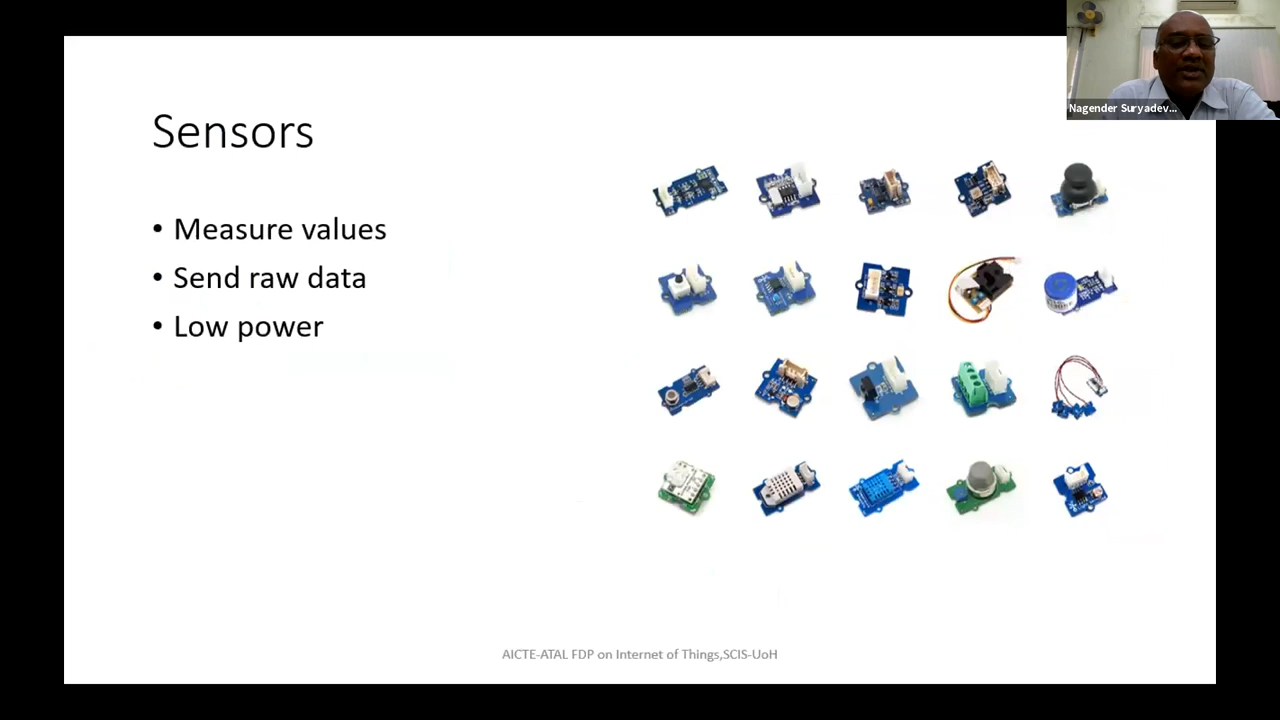 Nagender Suryadev...
Sensors
• Measure values
• Send raw data
• Low power
AICTE-ATAL FDP on Internet of Things,SCIS-UoH